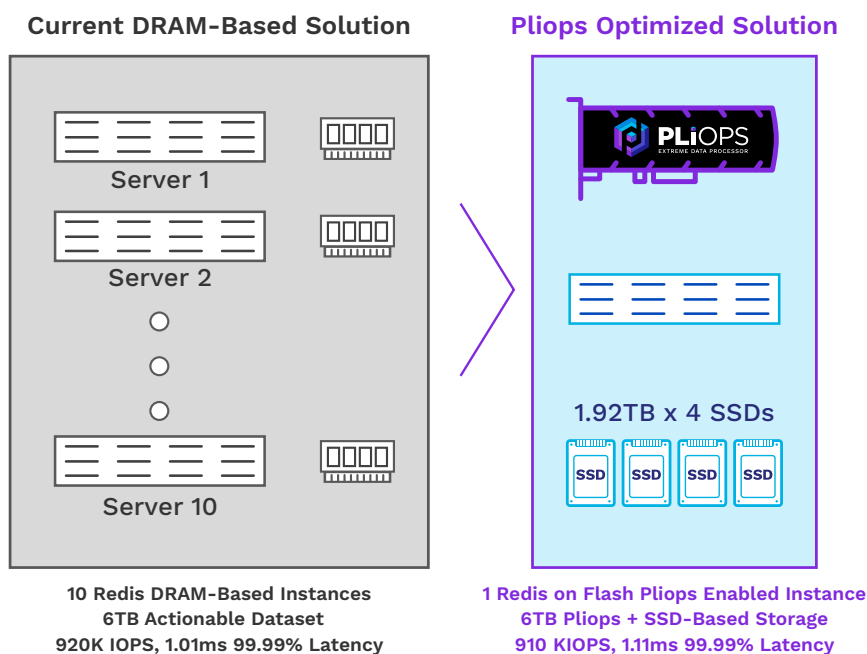 Current DRAM-Based Solution
Server 1
Server 2
Server 10
10 Redis DRAM-Based Instances
6TB Actionable Dataset
920K IOPS, 1.01ms 99.99% Latency
Pliops Optimized Solution
PLiOPS
EXTREME DATA PROCESSOR
1.92TB x 4 SSDs
SSD SSD SSD SSD
1 Redis on Flash Pliops Enabled Instance
6TB Pliops + SSD-Based Storage
910 KIOPS, 1.11ms 99.99% Latency